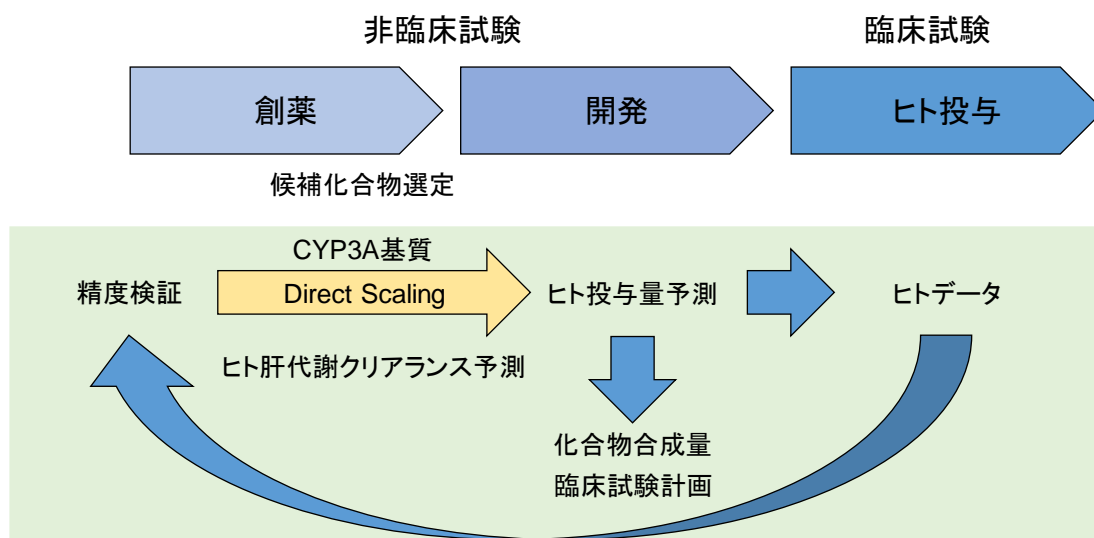 非臨床試験
臨床試験
創薬
開発
ヒト投与
候補化合物選定
CYP3A基質
精度検証
Direct Scaling
ヒト投与量予測
ヒトデータ
ヒト肝代謝クリアランス予測
化合物合成量
臨床試験計画